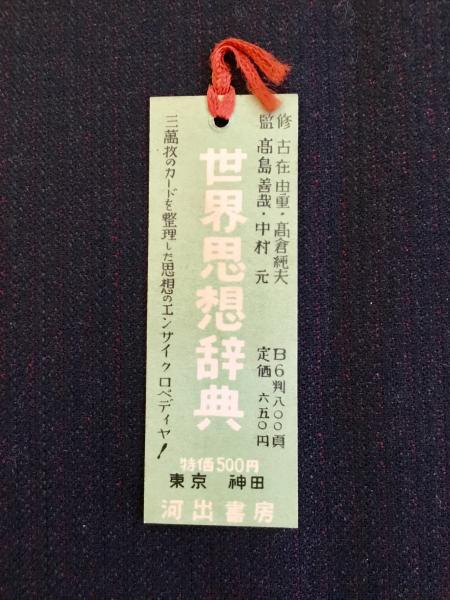 監修
古在由重・髙倉純夫
髙島善哉・中村 元
B6判八〇〇頁
定価 六五〇円
世界思想辞典
三萬枚のカードを整理した思想のエンサイクロペディヤ!
特価500円
東京 神田
河出書房